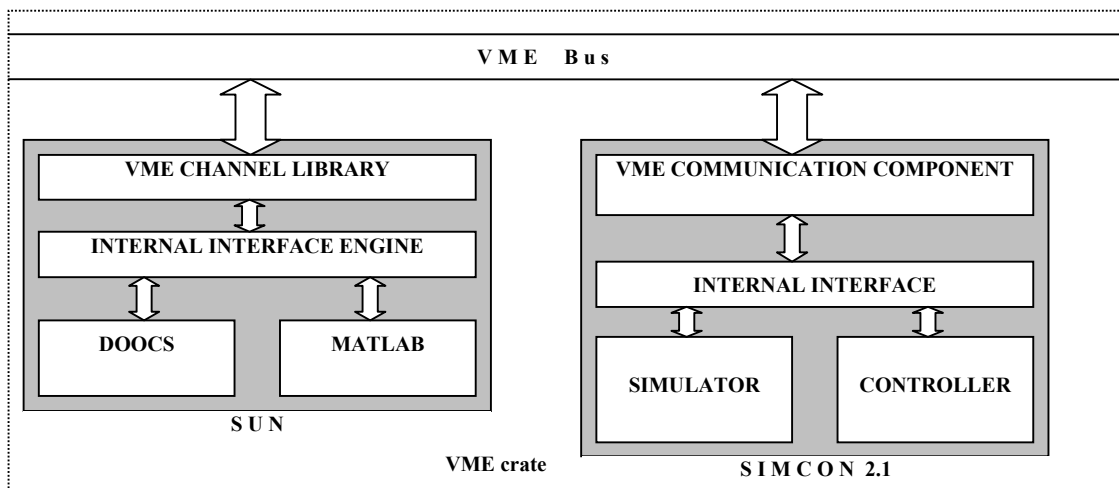 V M E   B u s
VME CHANNEL LIBRARY
INTERNAL INTERFACE ENGINE
DOOCS
MATLAB
S U N
VME COMMUNICATION COMPONENT
INTERNAL INTERFACE
SIMULATOR
CONTROLLER
S I M C O N  2.1
VME crate